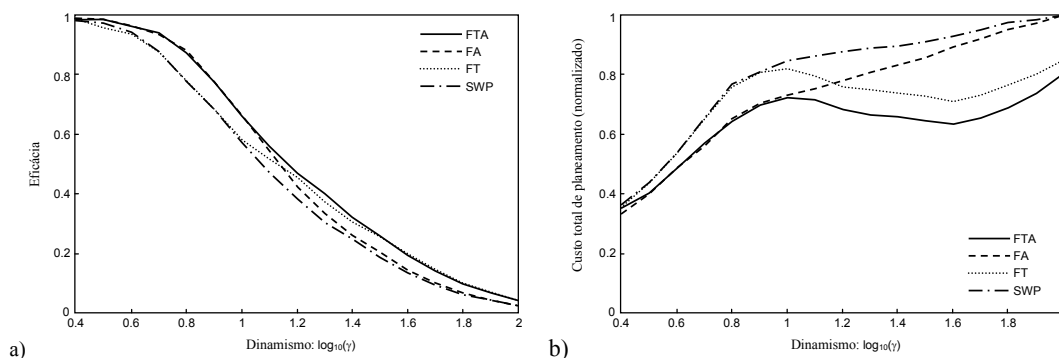 1
0.8
0.6
0.4
0.2
0
Eficácia
FTA
FA
FT
SWP
0.4 0.6 0.8 1 1.2 1.4 1.6 1.8 2
Dinamismo: log10(γ)
a)
1
0.8
0.6
0.4
0.2
0
Custo total de planeamento (normalizado)
FTA
FA
FT
SWP
0.4 0.6 0.8 1 1.2 1.4 1.6 1.8
Dinamismo: log10(γ)
b)